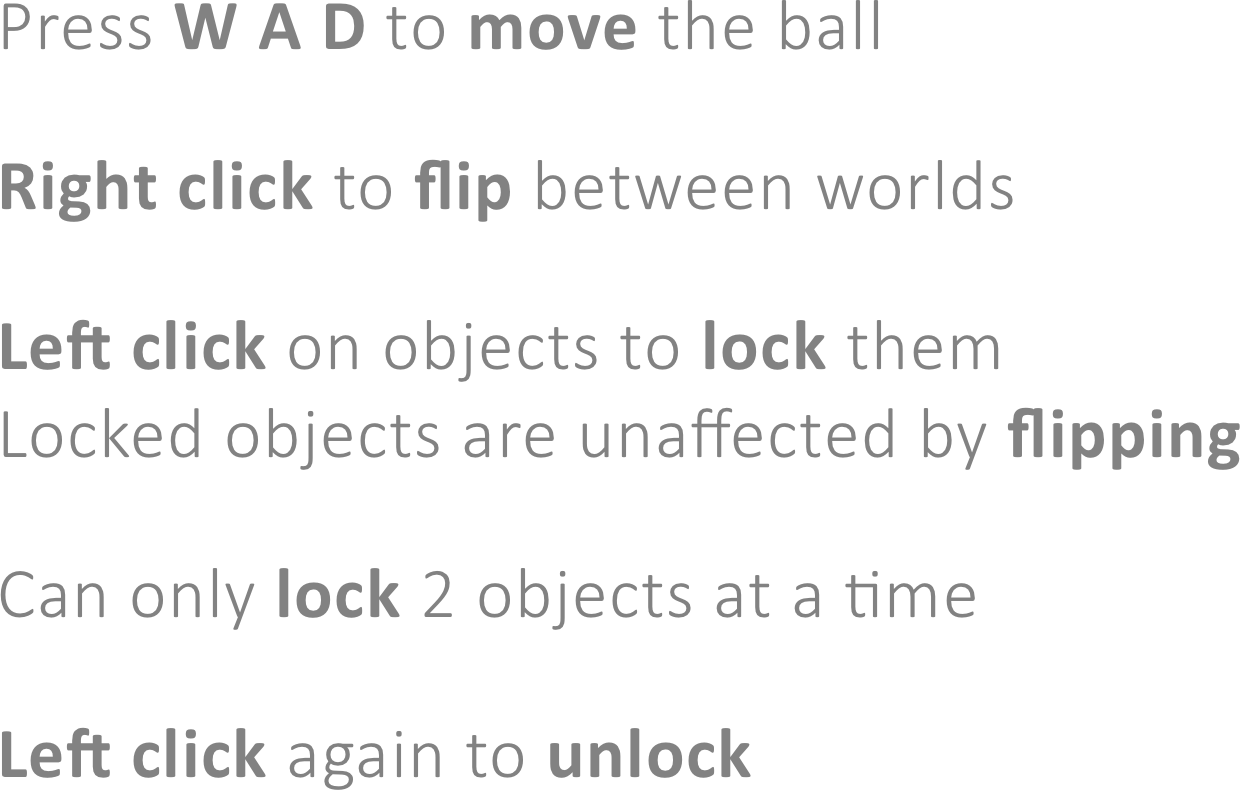 Press W A D to move the ball
Right click to flip between worlds
Left click on objects to lock them
Locked objects are unaffected by flipping
Can only lock 2 objects at a time
Left click again to unlock